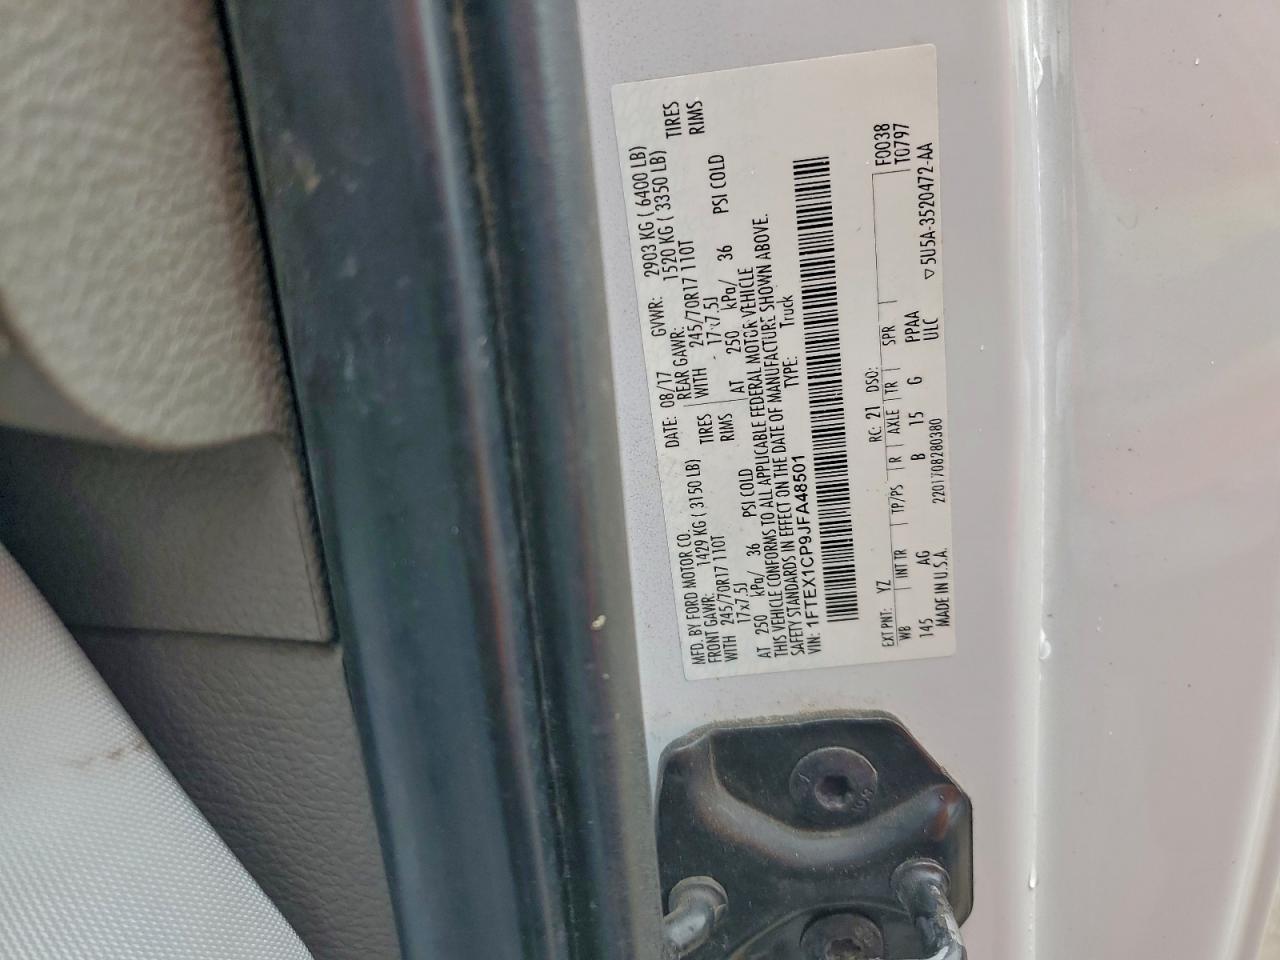 MFD. BY FORD MOTOR CO.
DATE: 08/17 GVWR: 2903 KG ( 6400 LB)
FRONT GAWR: 1429 KG ( 3150 LB) REAR GAWR: 1520 KG ( 3350 LB)
WITH 245/70R17 110T TIRES WITH 245/70R17 110T TIRES
17x7.5J RIMS 17x7.5J RIMS
AT 250 kPa/ 36 PSI COLD AT 250 kPa/ 36 PSI COLD
THIS VEHICLE CONFORMS TO ALL APPLICABLE FEDERAL MOTOR VEHICLE
SAFETY STANDARDS IN EFFECT ON THE DATE OF MANUFACTURE SHOWN ABOVE.
VIN: 1FTEX1CP9JFA48501 TYPE: Truck
F0038
T0797
EXT PNT: YZ RC: 21 DSO:
WB INT TR TP/PS R AXLE TR SPR
145 AG B 15 G PPAA
ULC
MADE IN U.S.A. 2201708280380 ▽5U5A-3520472-AA